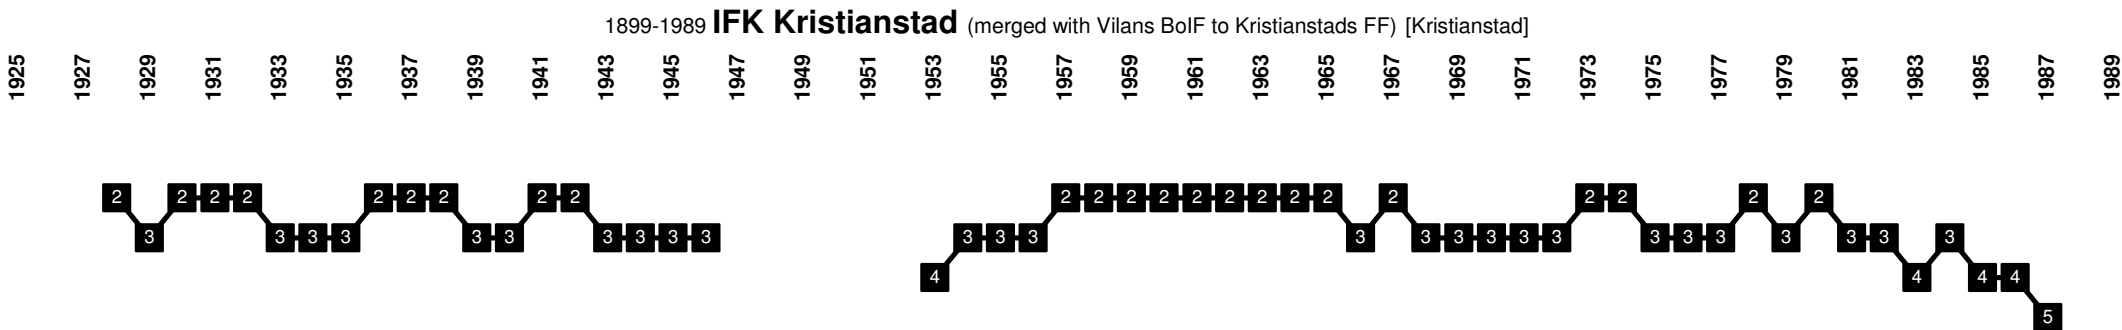 1899-1989 IFK Kristianstad (merged with Vilans BoIF to Kristianstads FF) [Kristianstad]
1925 1927 1929 1931 1933 1935 1937 1939 1941 1943 1945 1947 1949 1951 1953 1955 1957 1959 1961 1963 1965 1967 1969 1971 1973 1975 1977 1979 1981 1983 1985 1987 1989
2 2 2 2 2 2 2 2 2 2 2 2 2 2 2 2 2 2 2 2 2 2 2
3 3 3 3 3 3 3 3 3 3 3 3 3 3 3 3 3 3 3 3 3 3 3 3 3 3
4 4 4 4
5